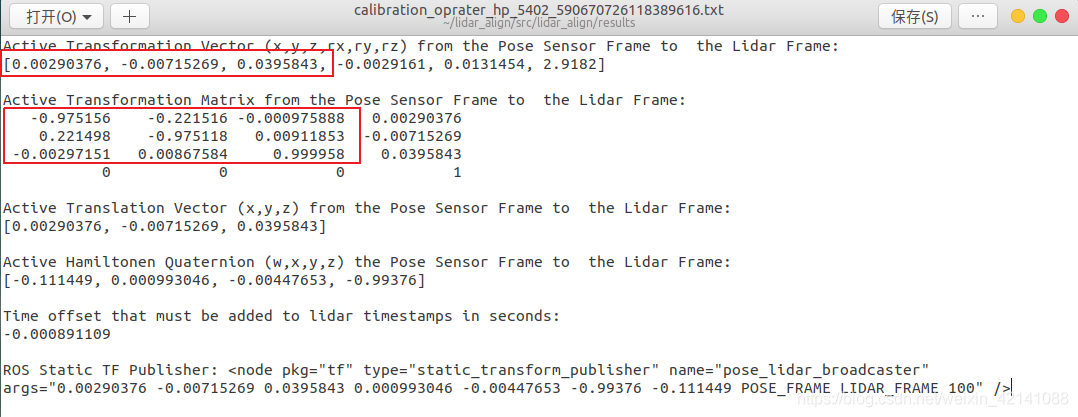 打开(O)
calibration_oprater_hp_5402_590670726118389616.txt
~/lidar_align/src/lidar_align/results
保存(S)
Active Transformation Vector (x,y,z,rx,ry,rz) from the Pose Sensor Frame to  the Lidar Frame:
[0.00290376, -0.00715269, 0.0395843, -0.0029161, 0.0131454, 2.9182]
Active Transformation Matrix from the Pose Sensor Frame to  the Lidar Frame:
-0.975156 -0.221516 -0.000975888 0.00290376
0.221498 -0.975118 0.00911853 -0.00715269
-0.00297151 0.00867584 0.999958 0.0395843
0 0 0 1
Active Translation Vector (x,y,z) from the Pose Sensor Frame to  the Lidar Frame:
[0.00290376, -0.00715269, 0.0395843]
Active Hamiltonen Quaternion (w,x,y,z) the Pose Sensor Frame to  the Lidar Frame:
[-0.111449, 0.000993046, -0.00447653, -0.99376]
Time offset that must be added to lidar timestamps in seconds:
-0.000891109
ROS Static TF Publisher: <node pkg="tf" type="static_transform_publisher" name="pose_lidar_broadcaster"
args="0.00290376 -0.00715269 0.0395843 0.000993046 -0.00447653 -0.99376 -0.111449 POSE_FRAME LIDAR_FRAME 100" />
https://blog.csdn.net/weixin_42141088